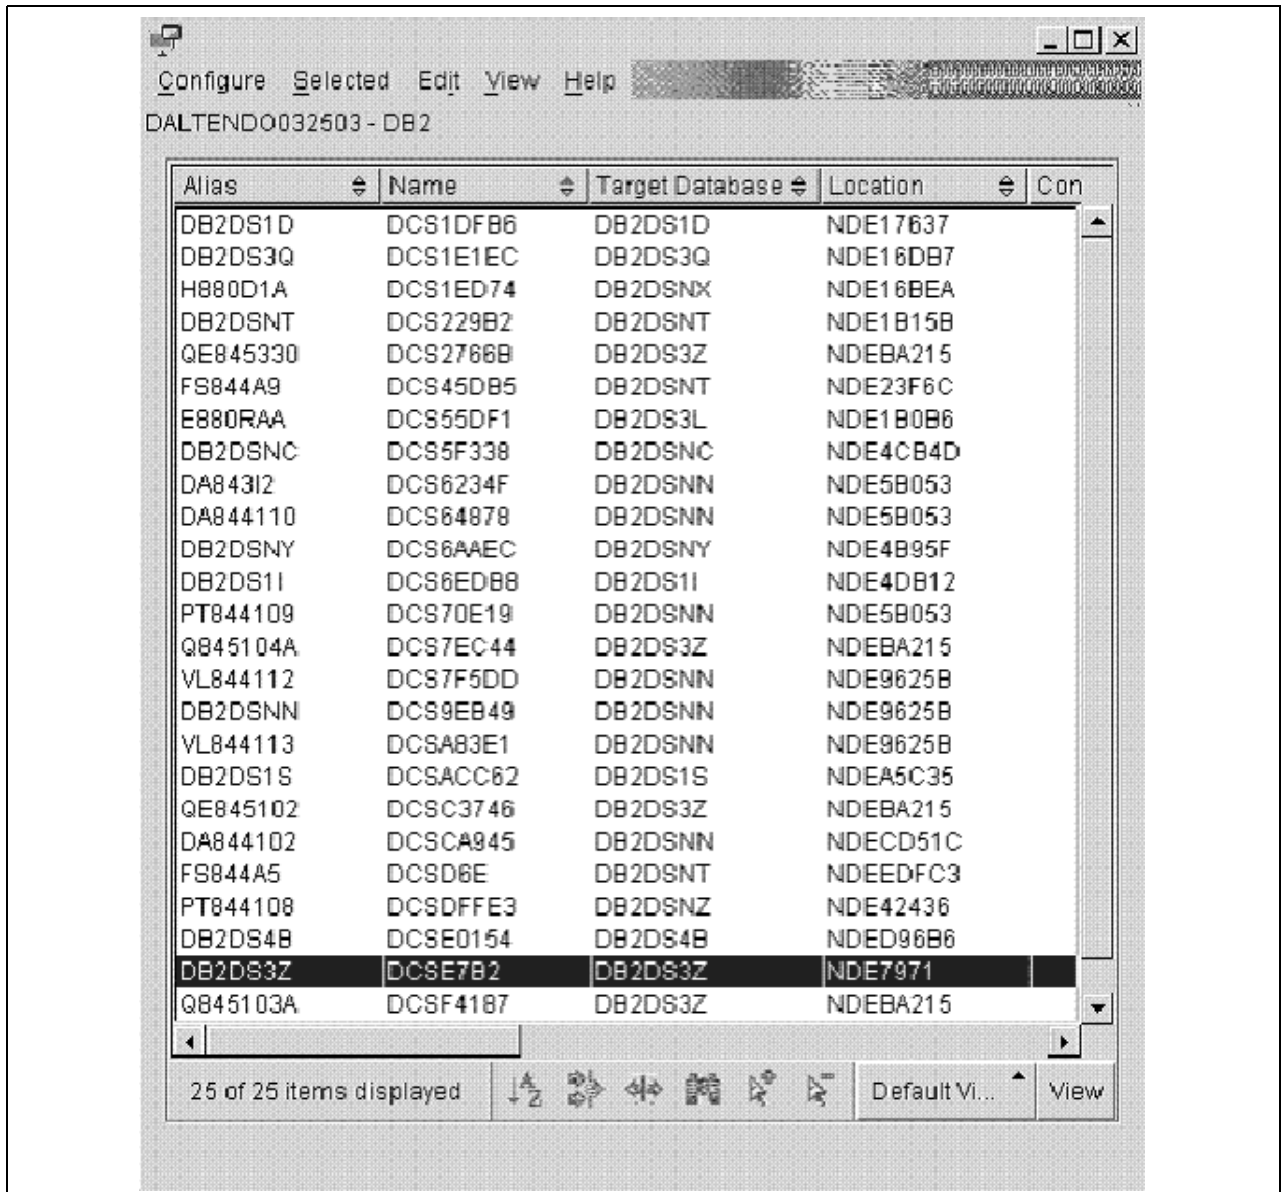 Configure Selected Edit View Help
DALTENDO032503 - DB2
Alias Name Target Database Location Con
DB2DS1D DCS1DFB6 DB2DS1D NDE17637
DB2DS3Q DCS1E1EC DB2DS3Q NDE16DB7
H880D1A DCS1ED74 DB2DSNX NDE16BEA
DB2DSNT DCS229B2 DB2DSNT NDE1B15B
QE845330 DCS2766B DB2DS3Z NDEBA215
FS844A9 DCS45DB5 DB2DSNT NDE23F6C
E880RAA DCS55DF1 DB2DS3L NDE1B0B6
DB2DSNC DCS5F338 DB2DSNC NDE4CB4D
DA843I2 DCS6234F DB2DSNN NDE5B053
DA844110 DCS64878 DB2DSNN NDE5B053
DB2DSNY DCS6AAEC DB2DSNY NDE4B95F
DB2DS1I DCS6EDB8 DB2DS1I NDE4DB12
PT844109 DCS70E19 DB2DSNN NDE5B053
Q845104A DCS7EC44 DB2DS3Z NDEBA215
VL844112 DCS7F5DD DB2DSNN NDE9625B
DB2DSNN DCS9EB49 DB2DSNN NDE9625B
VL844113 DCSA83E1 DB2DSNN NDE9625B
DB2DS1S DCSACC62 DB2DS1S NDEA5C35
QE845102 DCSC3746 DB2DS3Z NDEBA215
DA844102 DCSCA945 DB2DSNN NDECD51C
FS844A5 DCSD6E DB2DSNT NDEEDFC3
PT844108 DCSDFFE3 DB2DSNZ NDE42436
DB2DS4B DCSE0154 DB2DS4B NDED96B6
DB2DS3Z DCSE7B2 DB2DS3Z NDE7971
Q845103A DCSF4187 DB2DS3Z NDEBA215
25 of 25 items displayed Default Vi... View